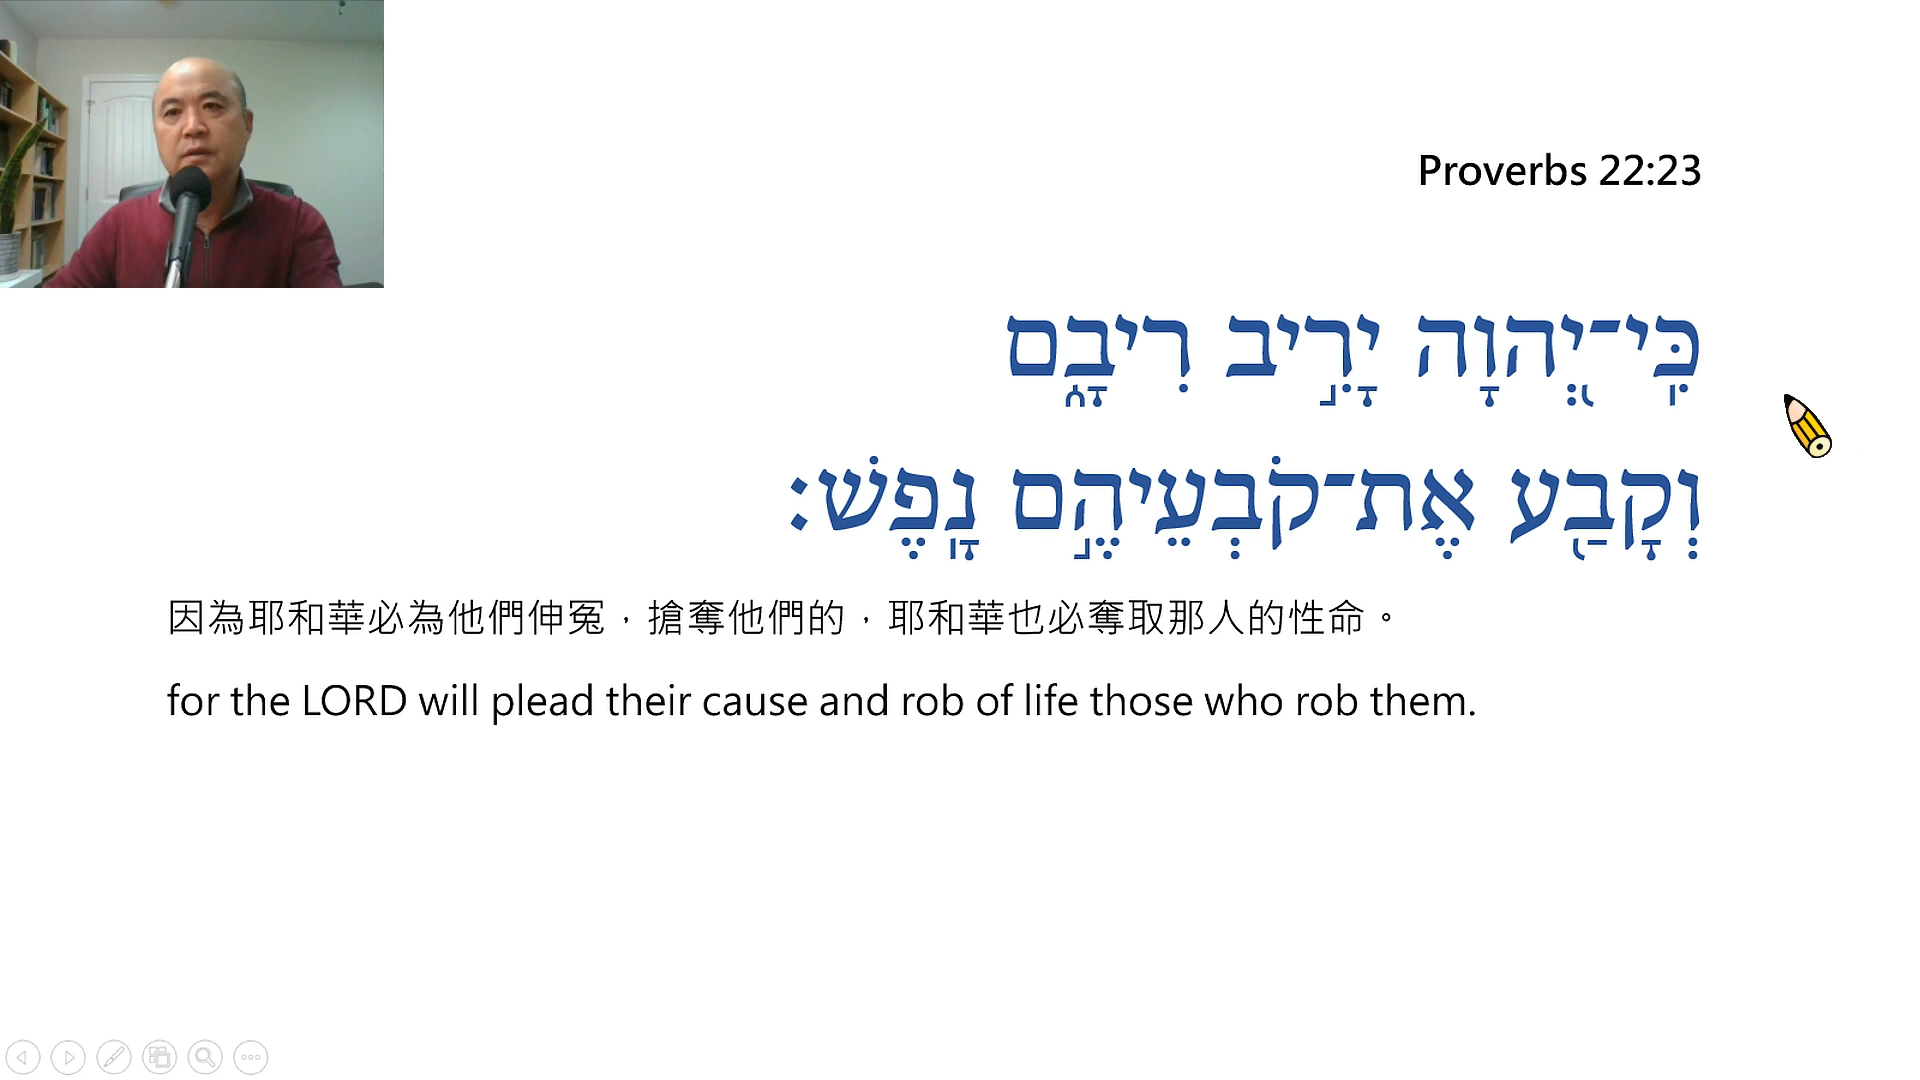 Proverbs 22:23
כִּֽי־יְ֭הוָה יָרִ֣יב רִיבָ֑ם
וְקָבַ֖ע אֶת־קֹבְעֵיהֶ֣ם נָֽפֶשׁ׃
因為耶和華必為他們伸冤，搶奪他們的，耶和華也必奪取那人的性命。
for the LORD will plead their cause and rob of life those who rob them.